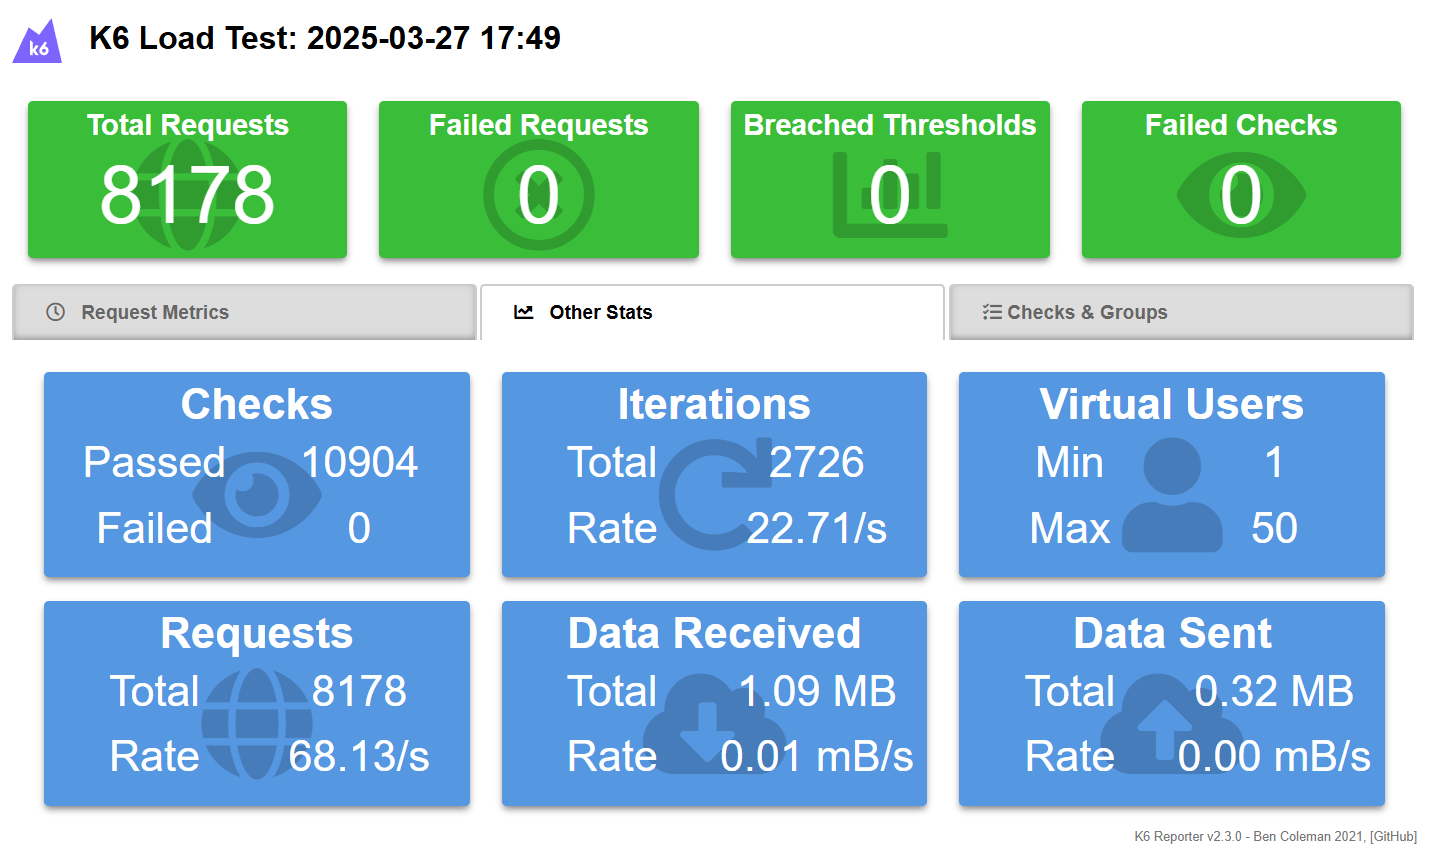 k6
K6 Load Test: 2025-03-27 17:49
Total Requests
8178
Failed Requests
0
Breached Thresholds
0
Failed Checks
0
Request Metrics
Other Stats
Checks & Groups
Checks
Passed 10904
Failed 0
Iterations
Total 2726
Rate 22.71/s
Virtual Users
Min 1
Max 50
Requests
Total 8178
Rate 68.13/s
Data Received
Total 1.09 MB
Rate 0.01 mB/s
Data Sent
Total 0.32 MB
Rate 0.00 mB/s
K6 Reporter v2.3.0 - Ben Coleman 2021, [GitHub]